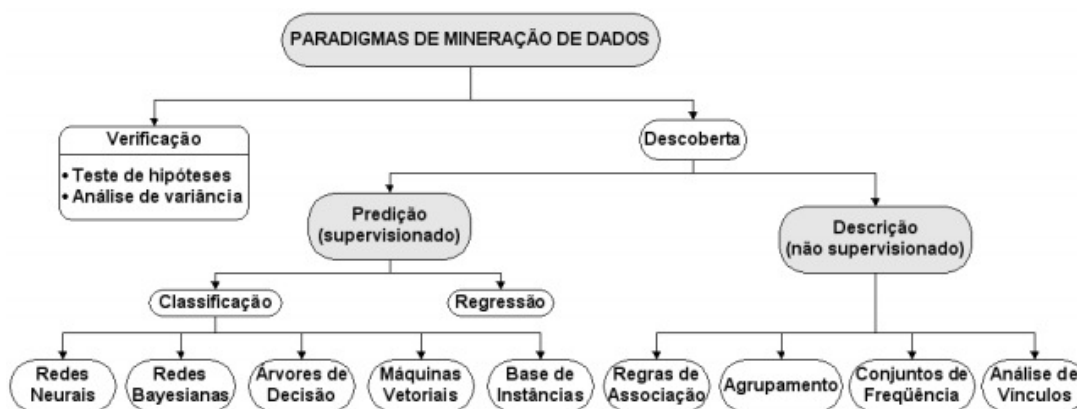 PARADIGMAS DE MINERAÇÃO DE DADOS
Verificação
• Teste de hipóteses
• Análise de variância
Descoberta
Predição
(supervisionado)
Descrição
(não supervisionado)
Classificação
Regressão
Redes
Neurais
Redes
Bayesianas
Árvores de
Decisão
Máquinas
Vetoriais
Base de
Instâncias
Regras de
Associação
Agrupamento
Conjuntos de
Freqüência
Análise de
Vínculos